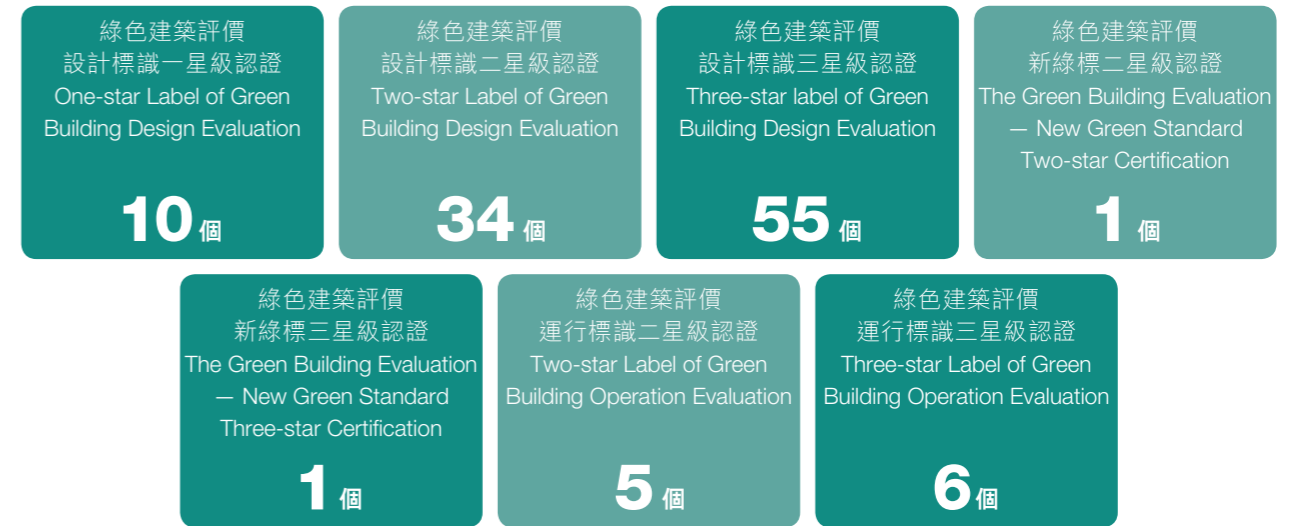 綠色建築評價
設計標識一星級認證
One-star Label of Green
Building Design Evaluation
10 個
綠色建築評價
設計標識二星級認證
Two-star Label of Green
Building Design Evaluation
34 個
綠色建築評價
設計標識三星級認證
Three-star label of Green
Building Design Evaluation
55 個
綠色建築評價
新綠標二星級認證
The Green Building Evaluation
— New Green Standard
Two-star Certification
1 個
綠色建築評價
新綠標三星級認證
The Green Building Evaluation
— New Green Standard
Three-star Certification
1 個
綠色建築評價
運行標識二星級認證
Two-star Label of Green
Building Operation Evaluation
5 個
綠色建築評價
運行標識三星級認證
Three-star Label of Green
Building Operation Evaluation
6 個